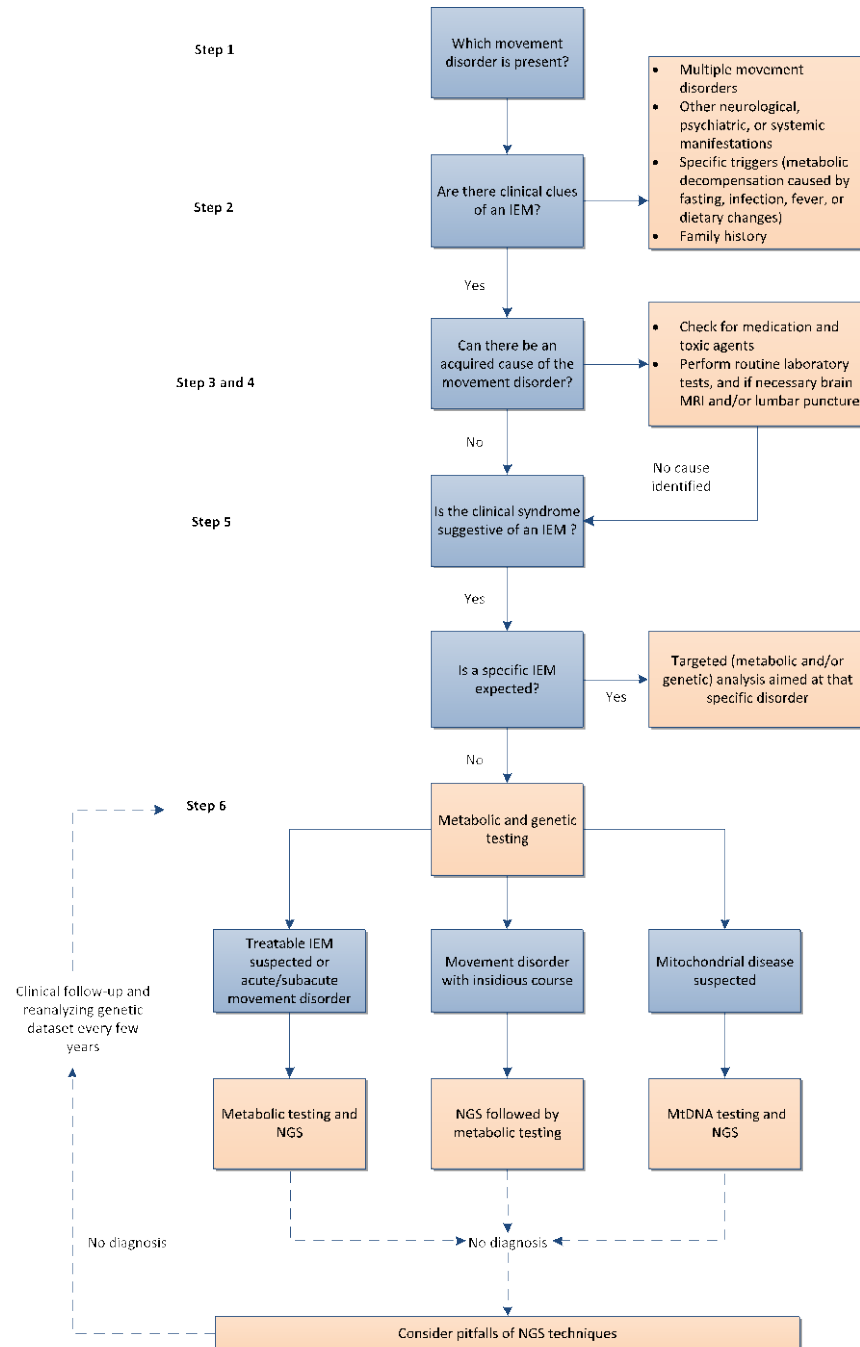 Step 1
Which movement
disorder is present?
• Multiple movement
disorders
• Other neurological,
psychiatric, or systemic
manifestations
• Specific triggers (metabolic
decompensation caused by
fasting, infection, fever, or
dietary changes)
• Family history
Step 2
Are there clinical clues
of an IEM?
Yes
Step 3 and 4
Can there be an
acquired cause of the
movement disorder?
• Check for medication and
toxic agents
• Perform routine laboratory
tests, and if necessary brain
MRI and/or lumbar puncture
No
No cause
identified
Step 5
Is the clinical syndrome
suggestive of an IEM ?
Yes
Is a specific IEM
expected?
Yes
Targeted (metabolic and/or
genetic) analysis aimed at that
specific disorder
No
Step 6
Metabolic and genetic
testing
Treatable IEM
suspected or
acute/subacute
movement disorder
Movement disorder
with insidious course
Mitochondrial disease
suspected
Clinical follow-up and
reanalyzing genetic
dataset every few
years
Metabolic testing and
NGS
NGS followed by
metabolic testing
MtDNA testing and
NGS
No diagnosis
No diagnosis
Consider pitfalls of NGS techniques